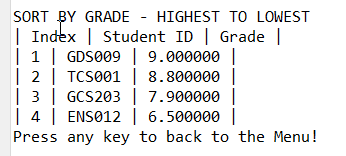 SORT BY GRADE - HIGHEST TO LOWEST
| Index | Student ID | Grade |
| 1 | GDS009 | 9.000000 |
| 2 | TCS001 | 8.800000 |
| 3 | GCS203 | 7.900000 |
| 4 | ENS012 | 6.500000 |
Press any key to back to the Menu!